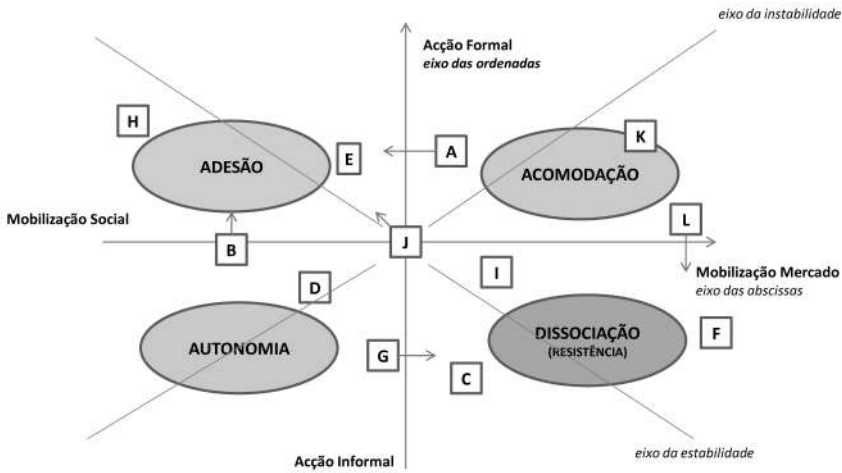 eixo da instabilidade
Acção Formal
eixo das ordenadas
H
K
E
A
ADESÃO
ACOMODAÇÃO
Mobilização Social
L
B
J
I
Mobilização Mercado
eixo das abscissas
D
DISSOCIAÇÃO
(RESISTÊNCIA)
F
AUTONOMIA
G
C
Acção Informal
eixo da estabilidade